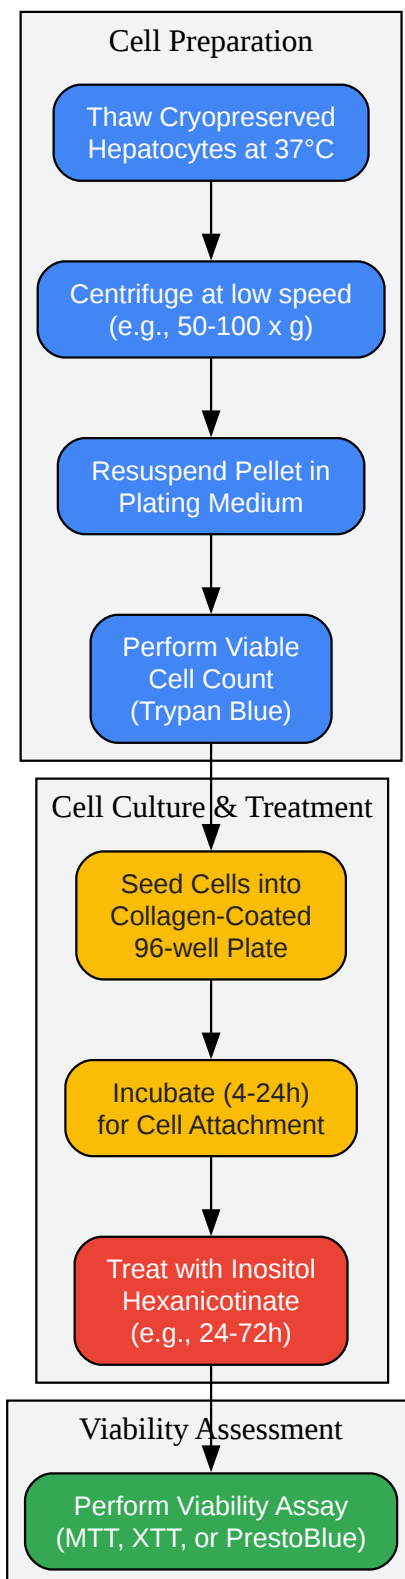 Cell Preparation
Thaw Cryopreserved
Hepatocytes at 37°C
Centrifuge at low speed
(e.g., 50-100 x g)
Resuspend Pellet in
Plating Medium
Perform Viable
Cell Count
(Trypan Blue)
Cell Culture & Treatment
Seed Cells into
Collagen-Coated
96-well Plate
Incubate (4-24h)
for Cell Attachment
Treat with Inositol
Hexanicotinate
(e.g., 24-72h)
Viability Assessment
Perform Viability Assay
(MTT, XTT, or PrestoBlue)